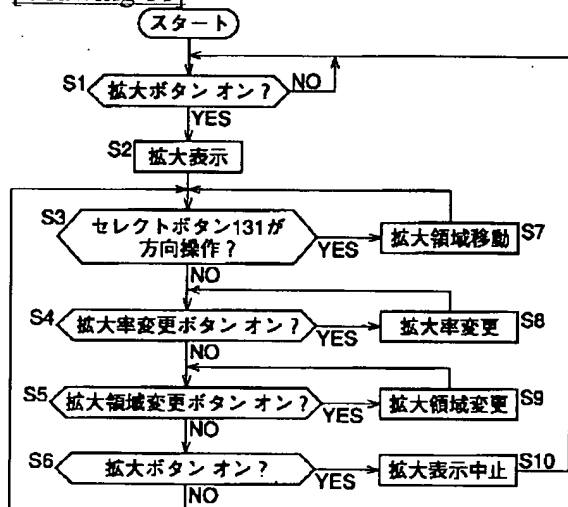 スタート
S1
拡大ボタン オン？
NO
YES
S2
拡大表示
S3
セレクトボタン131が
方向操作？
YES
拡大領域移動
S7
NO
S4
拡大率変更ボタン オン？
YES
拡大率変更
S8
NO
S5
拡大領域変更ボタン オン？
YES
拡大領域変更
S9
NO
S6
拡大ボタン オン？
YES
拡大表示中止
S10
NO